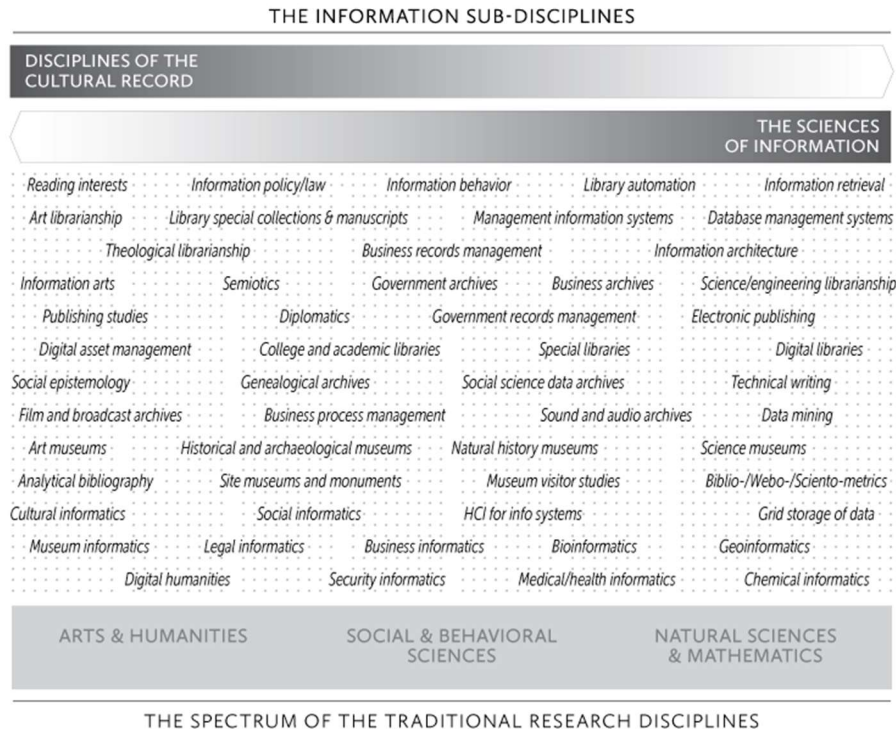 THE INFORMATION SUB-DISCIPLINES
DISCIPLINES OF THE
CULTURAL RECORD
THE SCIENCES
OF INFORMATION
Reading interests Information policy/law Information behavior Library automation Information retrieval
Art librarianship Library special collections & manuscripts Management information systems Database management systems
Theological librarianship Business records management Information architecture
Information arts Semiotics Government archives Business archives Science/engineering librarianship
Publishing studies Diplomatics Government records management Electronic publishing
Digital asset management College and academic libraries Special libraries Digital libraries
Social epistemology Genealogical archives Social science data archives Technical writing
Film and broadcast archives Business process management Sound and audio archives Data mining
Art museums Historical and archaeological museums Natural history museums Science museums
Analytical bibliography Site museums and monuments Museum visitor studies Biblio-/Webo-/Sciento-metrics
Cultural informatics Social informatics HCI for info systems Grid storage of data
Museum informatics Legal informatics Business informatics Bioinformatics Geoinformatics
Digital humanities Security informatics Medical/health informatics Chemical informatics
ARTS & HUMANITIES SOCIAL & BEHAVIORAL NATURAL SCIENCES
SCIENCES & MATHEMATICS
THE SPECTRUM OF THE TRADITIONAL RESEARCH DISCIPLINES